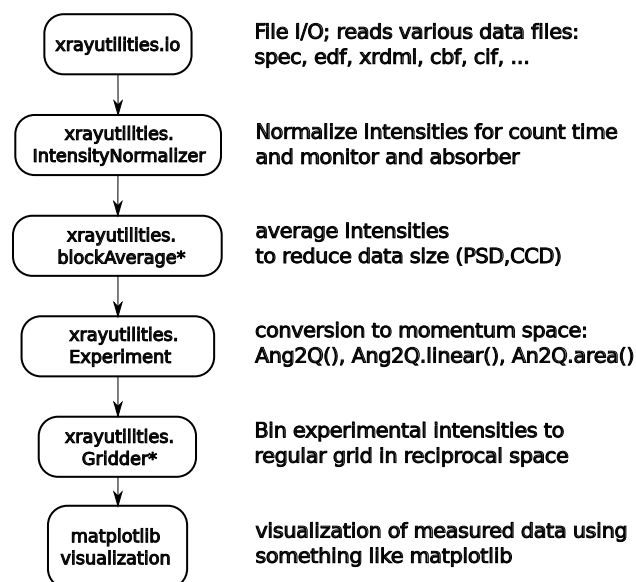 xrayutilities.io
File I/O; reads various data files:
spec, edf, xrdml, cbf, cif, ...
xrayutilities.
IntensityNormalizer
Normalize Intensities for count time
and monitor and absorber
xrayutilities.
blockAverage*
average Intensities
to reduce data size (PSD,CCD)
xrayutilities.
Experiment
conversion to momentum space:
Ang2Q(), Ang2Q.linear(), An2Q.area()
xrayutilities.
Gridder*
Bin experimental intensities to
regular grid in reciprocal space
matplotlib
visualization
visualization of measured data using
something like matplotlib